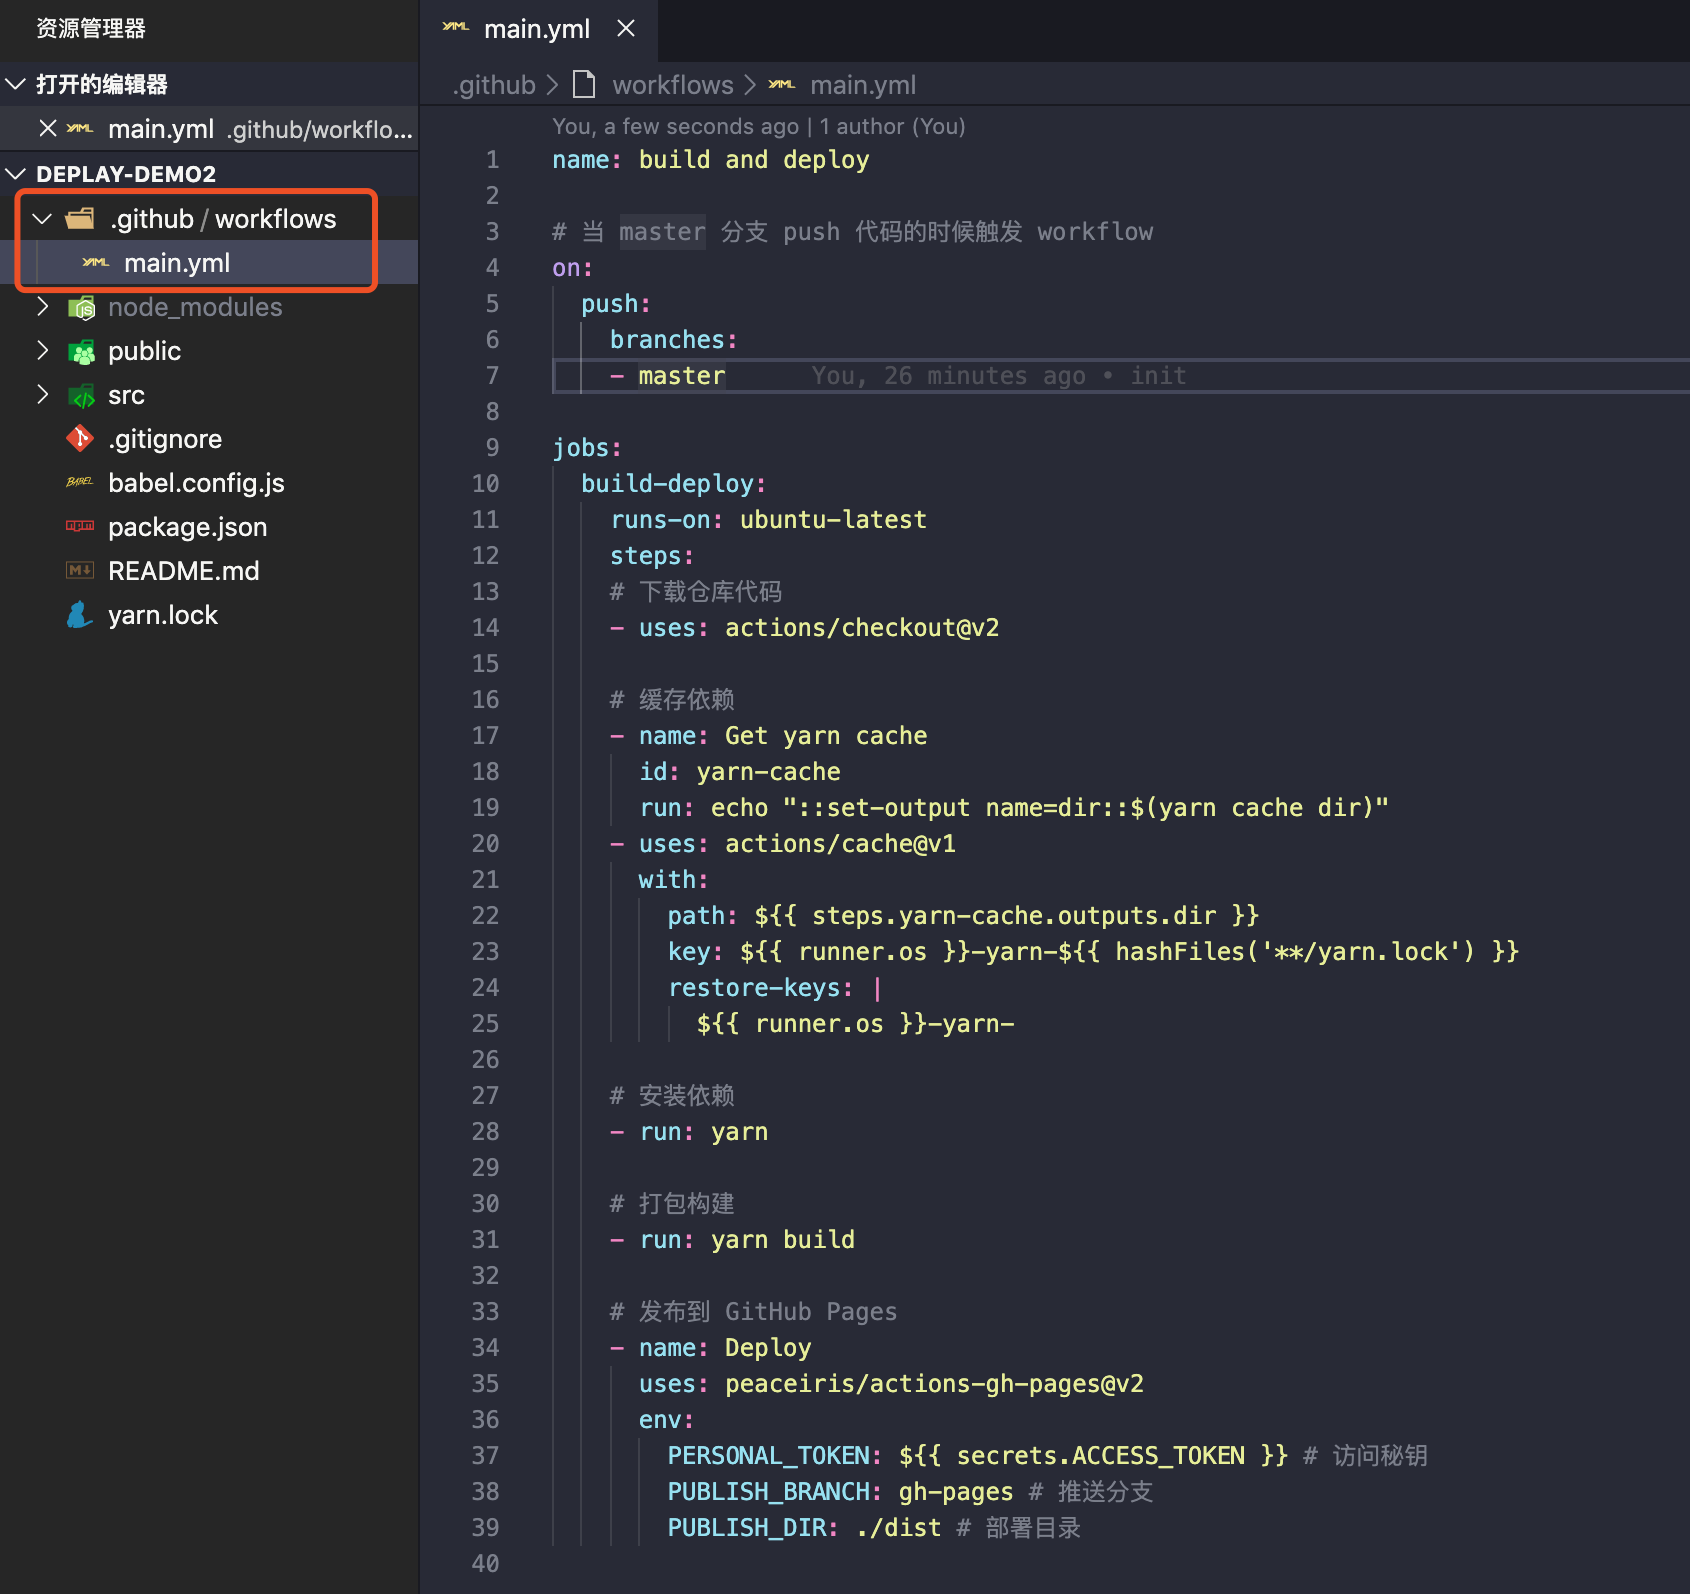 资源管理器
打开的编辑器
main.yml .github/workflo...
DEPLAY-DEMO2
.github / workflows
main.yml
node_modules
public
src
.gitignore
babel.config.js
package.json
README.md
yarn.lock
main.yml
.github > workflows > main.yml
You, a few seconds ago | 1 author (You)
1 name: build and deploy
2
3 # 当 master 分支 push 代码的时候触发 workflow
4 on:
5   push:
6     branches:
7     - master      You, 26 minutes ago • init
8
9 jobs:
10   build-deploy:
11     runs-on: ubuntu-latest
12     steps:
13     # 下载仓库代码
14     - uses: actions/checkout@v2
15
16     # 缓存依赖
17     - name: Get yarn cache
18       id: yarn-cache
19       run: echo "::set-output name=dir::$(yarn cache dir)"
20     - uses: actions/cache@v1
21       with:
22         path: ${{ steps.yarn-cache.outputs.dir }}
23         key: ${{ runner.os }}-yarn-${{ hashFiles('**/yarn.lock') }}
24         restore-keys: |
25           ${{ runner.os }}-yarn-
26
27     # 安装依赖
28     - run: yarn
29
30     # 打包构建
31     - run: yarn build
32
33     # 发布到 GitHub Pages
34     - name: Deploy
35       uses: peaceiris/actions-gh-pages@v2
36       env:
37         PERSONAL_TOKEN: ${{ secrets.ACCESS_TOKEN }} # 访问秘钥
38         PUBLISH_BRANCH: gh-pages # 推送分支
39         PUBLISH_DIR: ./dist # 部署目录
40